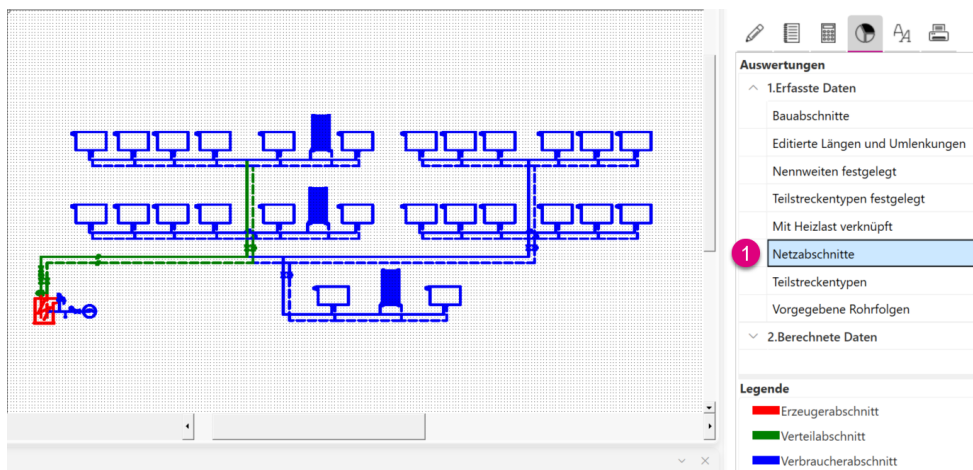 AA
Auswertungen
1.Erfasste Daten
Bauabschnitte
Editierte Längen und Umlenkungen
Nennweiten festgelegt
Teilstreckentypen festgelegt
Mit Heizlast verknüpft
1 Netzabschnitte
Teilstreckentypen
Vorgegebene Rohrfolgen
2.Berechnete Daten
Legende
Erzeugerabschnitt
Verteilabschnitt
Verbraucherabschnitt